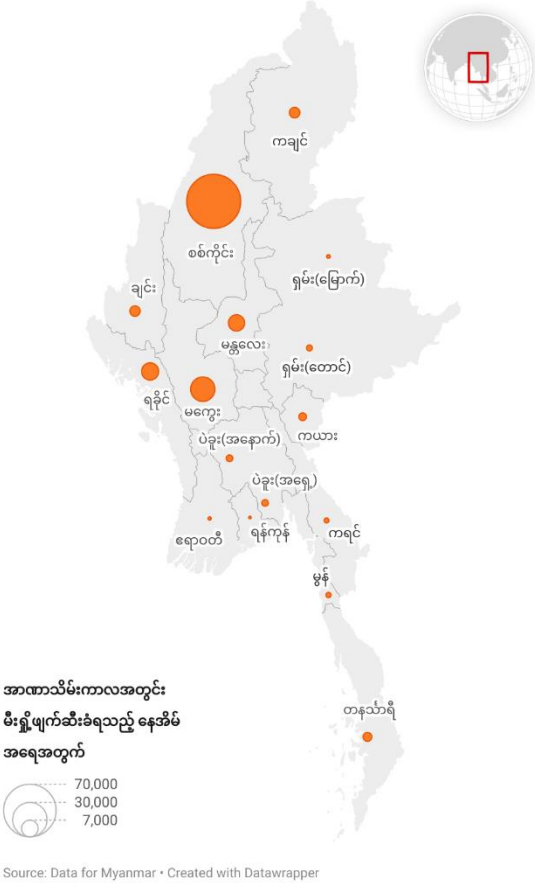 ကချင်
စစ်ကိုင်း
ရှမ်း(မြောက်)
ချင်း
မန္တလေး
ရှမ်း(တောင်)
ရခိုင်
မကွေး
ကယား
ပဲခူး(အနောက်)
ပဲခူး(အရှေ့)
ဧရာဝတီ
ရန်ကုန်
ကရင်
မွန်
တနင်္သာရီ
အာဏာသိမ်းကာလအတွင်း
မီးရှို့ဖျက်ဆီးခံရသည့် နေအိမ်
အရေအတွက်
70,000
30,000
7,000
Source: Data for Myanmar • Created with Datawrapper